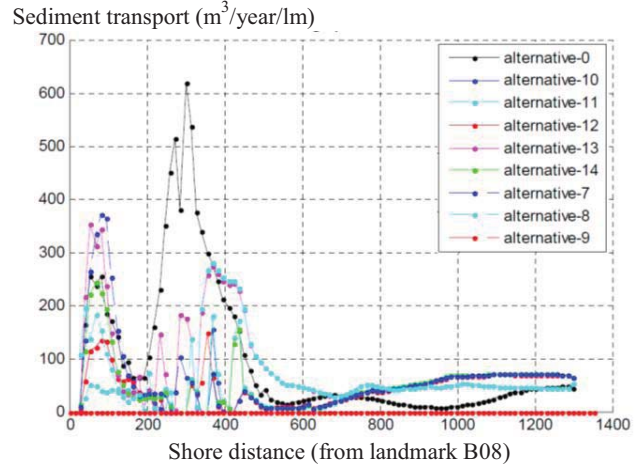 Sediment transport (m³/year/lm)
700
600
500
400
300
200
100
0
0 200 400 600 800 1000 1200 1400
alternative-0
alternative-10
alternative-11
alternative-12
alternative-13
alternative-14
alternative-7
alternative-8
alternative-9
Shore distance (from landmark B08)